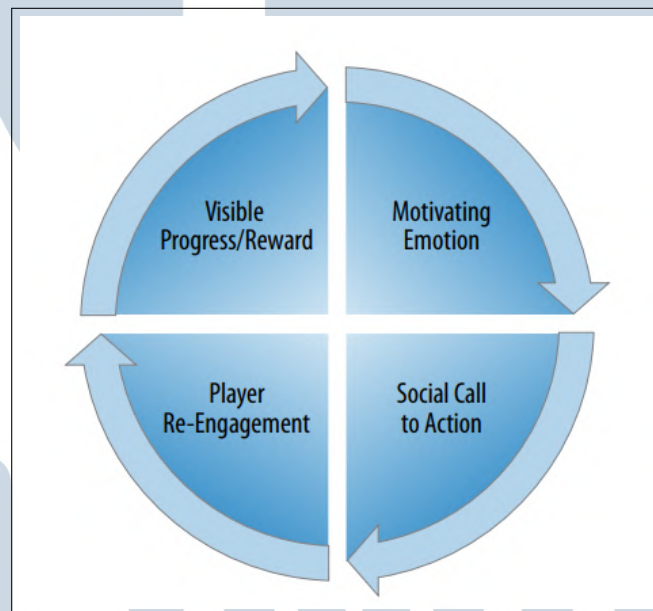 Visible
Progress/Reward
Motivating
Emotion
Player
Re-Engagement
Social Call
to Action